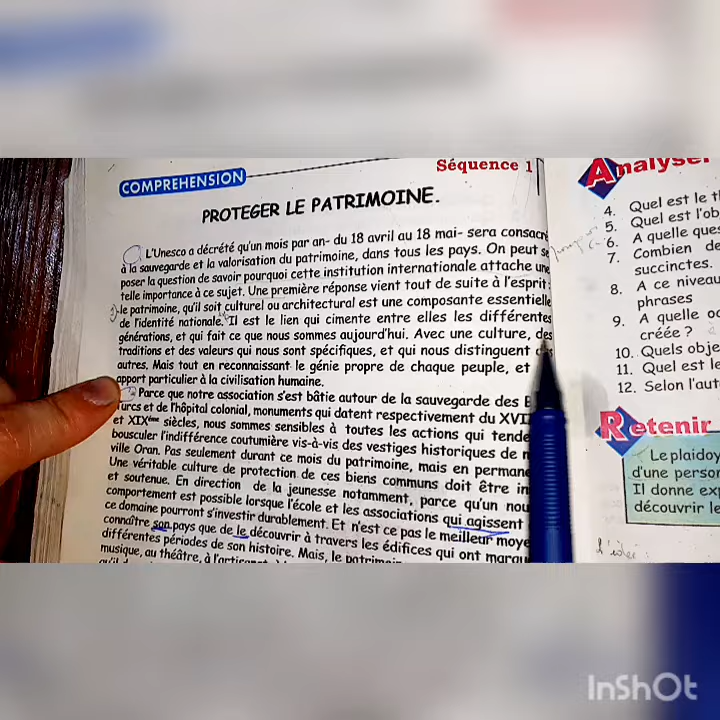 COMPREHENSION
Séquence 1
PROTEGER LE PATRIMOINE.
L'Unesco a décrété qu'un mois par an- du 18 avril au 18 mai- sera consacré
à la sauvegarde et la valorisation du patrimoine, dans tous les pays. On peut se
poser la question de savoir pourquoi cette institution internationale attache une
telle importance à ce sujet. Une première réponse vient tout de suite à l'esprit:
le patrimoine, qu'il soit culturel ou architectural est une composante essentielle
de l'identité nationale. Il est le lien qui cimente entre elles les différentes
générations, et qui fait ce que nous sommes aujourd'hui. Avec une culture, des
traditions et des valeurs qui nous sont spécifiques, et qui nous distinguent
autres. Mais tout en reconnaissant le génie propre de chaque peuple, et
apport particulier à la civilisation humaine.
Parce que notre association s'est bâtie autour de la sauvegarde des
Turcs et de l'hôpital colonial, monuments qui datent respectivement du XVI
et XIXème siècles, nous sommes sensibles à toutes les actions qui tende
bousculer l'indifférence coutumière vis-à-vis des vestiges historiques de n
ville Oran. Pas seulement durant ce mois du patrimoine, mais en permane
Une véritable culture de protection de ces biens communs doit être in
et soutenue. En direction de la jeunesse notamment, parce qu'un nou
comportement est possible lorsque l'école et les associations qui agissent
ce domaine pourront s'investir durablement. Et n'est ce pas le meilleur moye
connaître son pays que de le découvrir à travers les édifices qui ont marqu
différentes périodes de son histoire. Mais, le patrimoi
musique, au théâtre, à l'artisanat,
Analyser
4. Quel est le t
5. Quel est l'ob
6. A quelle ques
7. Combien de
succinctes.
8. A ce niveau
phrases
9. A quelle oc
créée ?
10. Quels obje
11. Quel est le
12. Selon l'aut
Retenir
Le plaidoy
d'une person
Il donne ex
découvrir le
L'idée :
InShOt